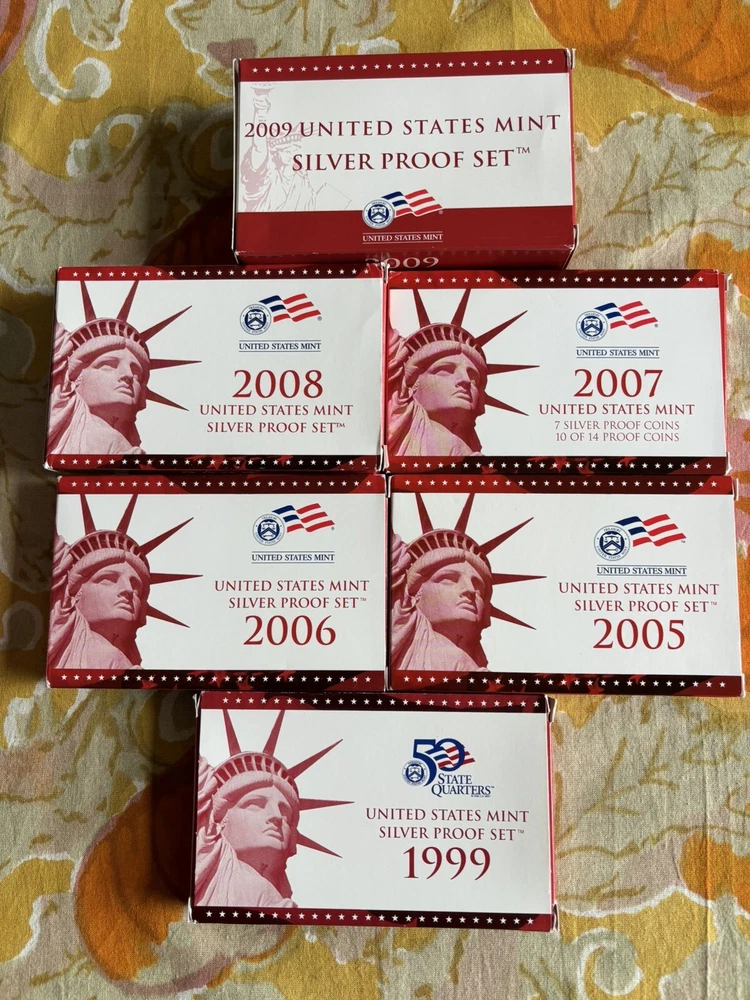 2009 UNITED STATES MINT
SILVER PROOF SET™
UNITED STATES MINT
2009
UNITED STATES MINT
2008
UNITED STATES MINT
SILVER PROOF SET™
UNITED STATES MINT
2007
UNITED STATES MINT
7 SILVER PROOF COINS
10 OF 14 PROOF COINS
UNITED STATES MINT
UNITED STATES MINT
SILVER PROOF SET™
2006
UNITED STATES MINT
UNITED STATES MINT
SILVER PROOF SET™
2005
50
STATE
QUARTERS™
UNITED STATES MINT
SILVER PROOF SET™
1999